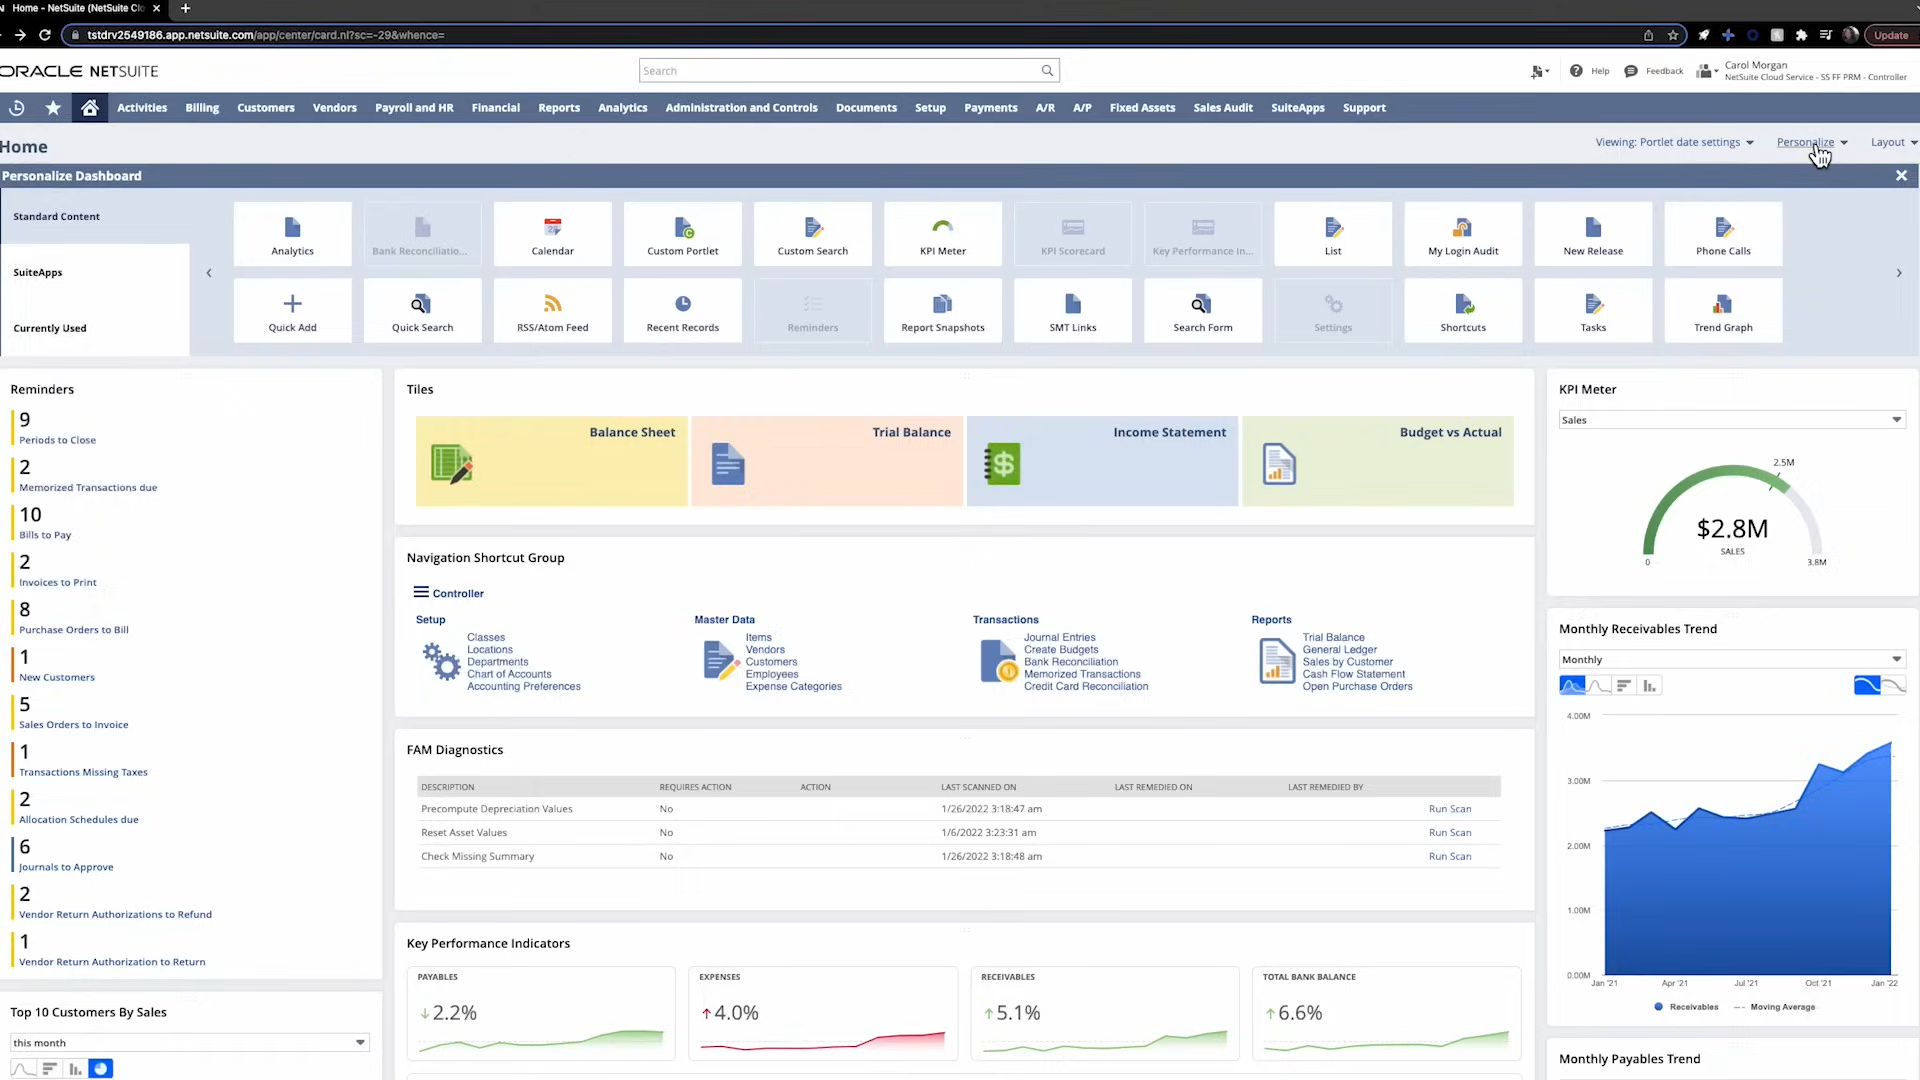 Home - NetSuite (NetSuite Clo
tstdrv2549186.app.netsuite.com/app/center/card.nl?sc=-29&whence=
Update
ORACLE NETSUITE
Search
Help
Feedback
Carol Morgan
NetSuite Cloud Service - SS FF PRM - Controller
Activities Billing Customers Vendors Payroll and HR Financial Reports Analytics Administration and Controls Documents Setup Payments A/R A/P Fixed Assets Sales Audit SuiteApps Support
Home
Viewing: Portlet date settings
Personalize
Layout
Personalize Dashboard
Standard Content
SuiteApps
Currently Used
Analytics
Bank Reconciliatio...
Calendar
Custom Portlet
Custom Search
KPI Meter
KPI Scorecard
Key Performance In...
List
My Login Audit
New Release
Phone Calls
Quick Add
Quick Search
RSS/Atom Feed
Recent Records
Reminders
Report Snapshots
SMT Links
Search Form
Settings
Shortcuts
Tasks
Trend Graph
Reminders
9
Periods to Close
2
Memorized Transactions due
10
Bills to Pay
2
Invoices to Print
8
Purchase Orders to Bill
1
New Customers
5
Sales Orders to Invoice
1
Transactions Missing Taxes
2
Allocation Schedules due
6
Journals to Approve
2
Vendor Return Authorizations to Refund
1
Vendor Return Authorization to Return
Top 10 Customers By Sales
this month
Tiles
Balance Sheet
Trial Balance
Income Statement
Budget vs Actual
Navigation Shortcut Group
Controller
Setup
Classes
Locations
Departments
Chart of Accounts
Accounting Preferences
Master Data
Items
Vendors
Customers
Employees
Expense Categories
Transactions
Journal Entries
Create Budgets
Bank Reconciliation
Memorized Transactions
Credit Card Reconciliation
Reports
Trial Balance
General Ledger
Sales by Customer
Cash Flow Statement
Open Purchase Orders
FAM Diagnostics
DESCRIPTION REQUIRES ACTION ACTION LAST SCANNED ON LAST REMEDIED ON LAST REMEDIED BY
Precompute Depreciation Values No 1/26/2022 3:18:47 am Run Scan
Reset Asset Values No 1/6/2022 3:23:31 am Run Scan
Check Missing Summary No 1/26/2022 3:18:48 am Run Scan
Key Performance Indicators
PAYABLES
2.2%
EXPENSES
4.0%
RECEIVABLES
5.1%
TOTAL BANK BALANCE
6.6%
KPI Meter
Sales
2.5M
$2.8M
SALES
0
3.8M
Monthly Receivables Trend
Monthly
4.00M
3.00M
2.00M
1.00M
0.00M
Jan '21 Apr '21 Jul '21 Oct '21 Jan '22
Receivables Moving Average
Monthly Payables Trend